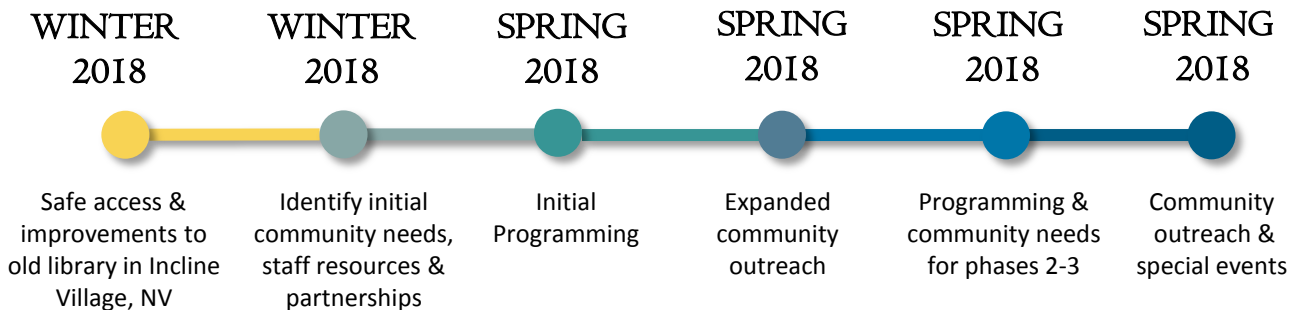 WINTER
2018
WINTER
2018
SPRING
2018
SPRING
2018
SPRING
2018
SPRING
2018
Safe access &
improvements to
old library in Incline
Village, NV
Identify initial
community needs,
staff resources &
partnerships
Initial
Programming
Expanded
community
outreach
Programming &
community needs
for phases 2-3
Community
outreach &
special events